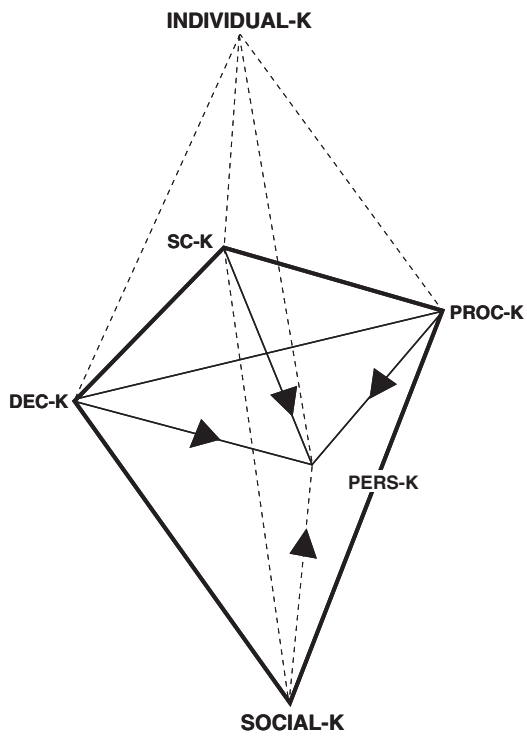 INDIVIDUAL-K
SC-K
PROC-K
DEC-K
PERS-K
SOCIAL-K